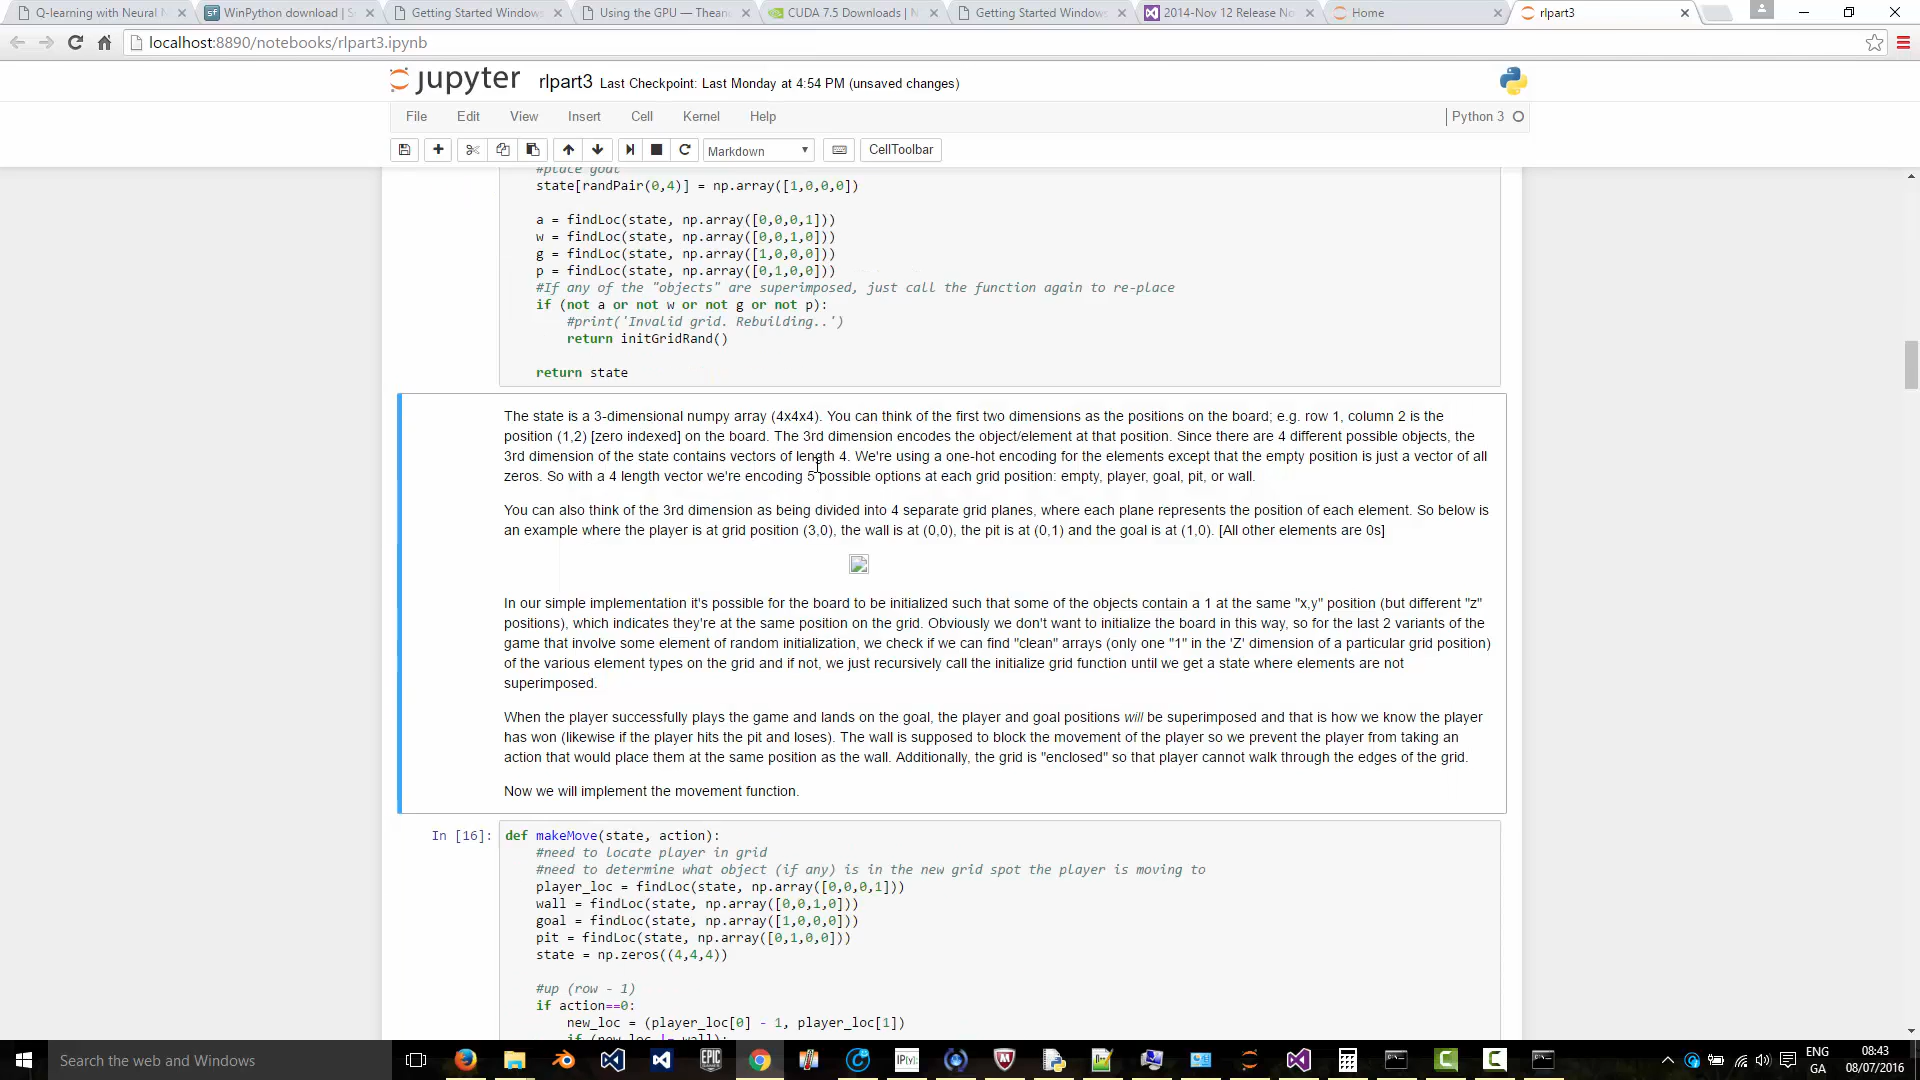 Q-learning with Neural N
WinPython download | S
Getting Started Windows
Using the GPU — Thean
CUDA 7.5 Downloads | N
Getting Started Windows
2014-Nov 12 Release No
Home
rlpart3
localhost:8890/notebooks/rlpart3.ipynb
jupyter rlpart3 Last Checkpoint: Last Monday at 4:54 PM (unsaved changes)
File Edit View Insert Cell Kernel Help Python 3
Markdown CellToolbar
#place goal
state[randPair(0,4)] = np.array([1,0,0,0])
a = findLoc(state, np.array([0,0,0,1]))
w = findLoc(state, np.array([0,0,1,0]))
g = findLoc(state, np.array([1,0,0,0]))
p = findLoc(state, np.array([0,1,0,0]))
#If any of the "objects" are superimposed, just call the function again to re-place
if (not a or not w or not g or not p):
#print('Invalid grid. Rebuilding..')
return initGridRand()
return state
The state is a 3-dimensional numpy array (4x4x4). You can think of the first two dimensions as the positions on the board; e.g. row 1, column 2 is the
position (1,2) [zero indexed] on the board. The 3rd dimension encodes the object/element at that position. Since there are 4 different possible objects, the
3rd dimension of the state contains vectors of length 4. We're using a one-hot encoding for the elements except that the empty position is just a vector of all
zeros. So with a 4 length vector we're encoding 5 possible options at each grid position: empty, player, goal, pit, or wall.
You can also think of the 3rd dimension as being divided into 4 separate grid planes, where each plane represents the position of each element. So below is
an example where the player is at grid position (3,0), the wall is at (0,0), the pit is at (0,1) and the goal is at (1,0). [All other elements are 0s]
In our simple implementation it's possible for the board to be initialized such that some of the objects contain a 1 at the same "x,y" position (but different "z"
positions), which indicates they're at the same position on the grid. Obviously we don't want to initialize the board in this way, so for the last 2 variants of the
game that involve some element of random initialization, we check if we can find "clean" arrays (only one "1" in the 'Z' dimension of a particular grid position)
of the various element types on the grid and if not, we just recursively call the initialize grid function until we get a state where elements are not
superimposed.
When the player successfully plays the game and lands on the goal, the player and goal positions will be superimposed and that is how we know the player
has won (likewise if the player hits the pit and loses). The wall is supposed to block the movement of the player so we prevent the player from taking an
action that would place them at the same position as the wall. Additionally, the grid is "enclosed" so that player cannot walk through the edges of the grid.
Now we will implement the movement function.
In [16]: def makeMove(state, action):
#need to locate player in grid
#need to determine what object (if any) is in the new grid spot the player is moving to
player_loc = findLoc(state, np.array([0,0,0,1]))
wall = findLoc(state, np.array([0,0,1,0]))
goal = findLoc(state, np.array([1,0,0,0]))
pit = findLoc(state, np.array([0,1,0,0]))
state = np.zeros((4,4,4))
#up (row - 1)
if action==0:
new_loc = (player_loc[0] - 1, player_loc[1])
if (new_loc != wall):
Search the web and Windows
EPIC
IP[y]:
ENG
GA
08:43
08/07/2016